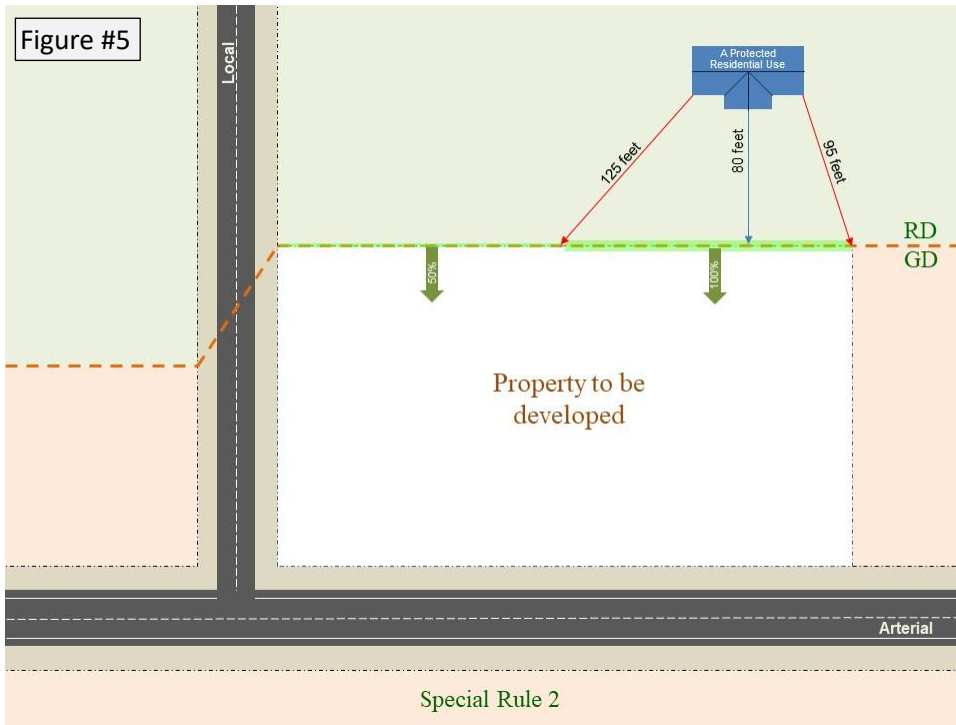 Figure #5
Local
A Protected
Residential Use
125 feet
80 feet
95 feet
RD
GD
50%
100%
Property to be
developed
Arterial
Special Rule 2